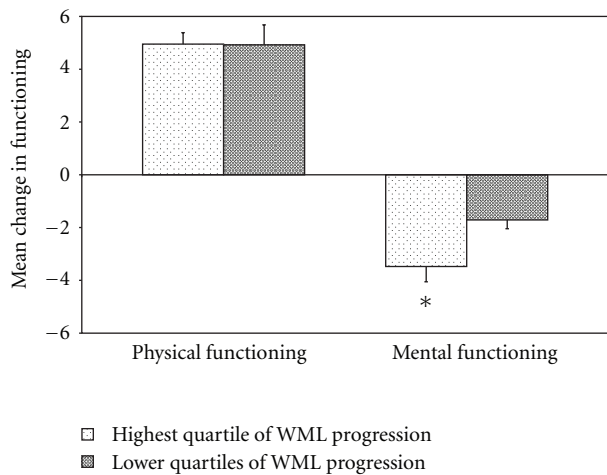 6
4
2
0
−2
−4
−6
Mean change in functioning
*
Physical functioning
Mental functioning
Highest quartile of WML progression
Lower quartiles of WML progression